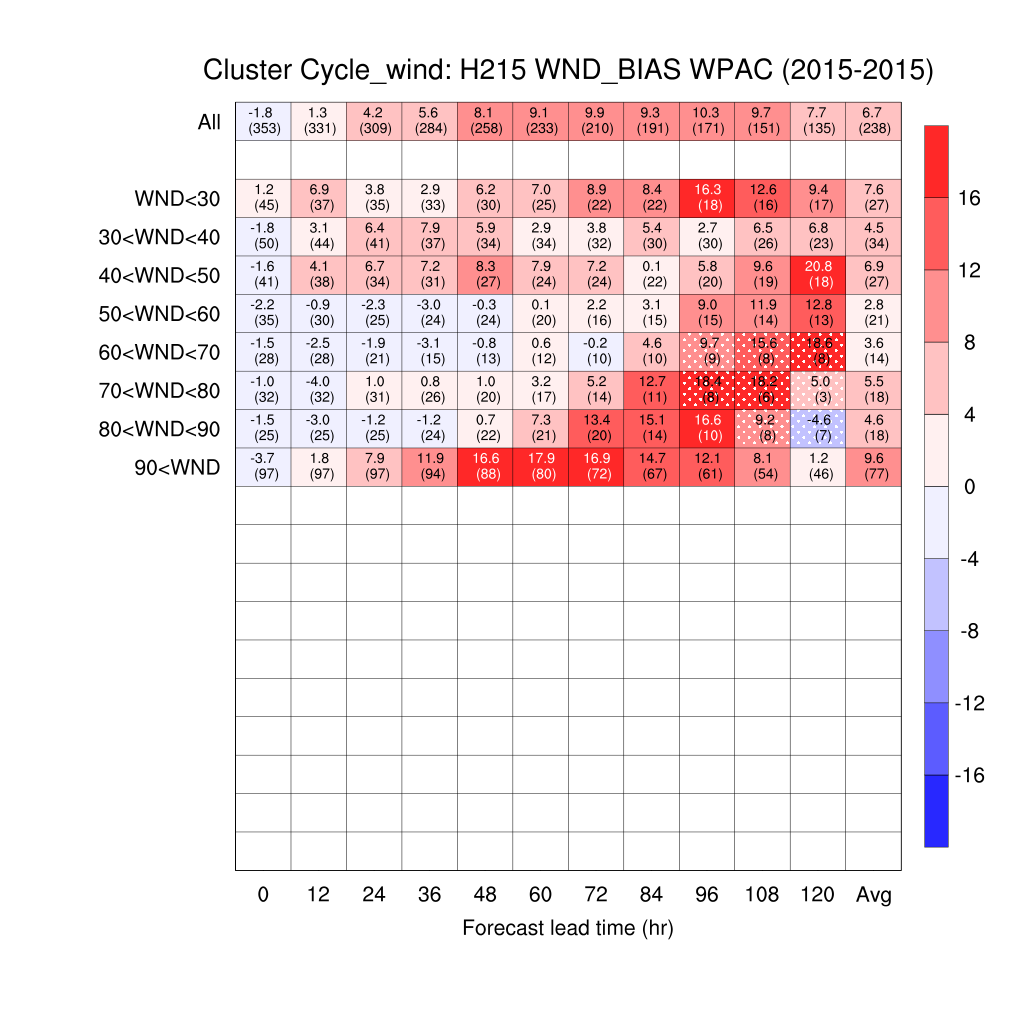 Cluster Cycle_wind: H215 WND_BIAS WPAC (2015-2015)
All -1.8 1.3 4.2 5.6 8.1 9.1 9.9 9.3 10.3 9.7 7.7 6.7
(353) (331) (309) (284) (258) (233) (210) (191) (171) (151) (135) (238)
WND<30 1.2 6.9 3.8 2.9 6.2 7.0 8.9 8.4 16.3 12.6 9.4 7.6
(45) (37) (35) (33) (30) (25) (22) (22) (18) (16) (17) (27)
30<WND<40 -1.8 3.1 6.4 7.9 5.9 2.9 3.8 5.4 2.7 6.5 6.8 4.5
(50) (44) (41) (37) (34) (34) (32) (30) (30) (26) (23) (34)
40<WND<50 -1.6 4.1 6.7 7.2 8.3 7.9 7.2 0.1 5.8 9.6 20.8 6.9
(41) (38) (34) (31) (27) (24) (24) (22) (20) (19) (18) (27)
50<WND<60 -2.2 -0.9 -2.3 -3.0 -0.3 0.1 2.2 3.1 9.0 11.9 12.8 2.8
(35) (30) (25) (24) (24) (20) (16) (15) (15) (14) (13) (21)
60<WND<70 -1.5 -2.5 -1.9 -3.1 -0.8 0.6 -0.2 4.6 9.7 15.6 18.6 3.6
(28) (28) (21) (15) (13) (12) (10) (10) (9) (8) (8) (14)
70<WND<80 -1.0 -4.0 1.0 0.8 1.0 3.2 5.2 12.7 18.4 18.2 5.0 5.5
(32) (32) (31) (26) (20) (17) (14) (11) (8) (6) (3) (18)
80<WND<90 -1.5 -3.0 -1.2 -1.2 0.7 7.3 13.4 15.1 16.6 9.2 -4.6 4.6
(25) (25) (25) (24) (22) (21) (20) (14) (10) (8) (7) (18)
90<WND -3.7 1.8 7.9 11.9 16.6 17.9 16.9 14.7 12.1 8.1 1.2 9.6
(97) (97) (97) (94) (88) (80) (72) (67) (61) (54) (46) (77)
0 12 24 36 48 60 72 84 96 108 120 Avg
Forecast lead time (hr)
16
12
8
4
0
-4
-8
-12
-16